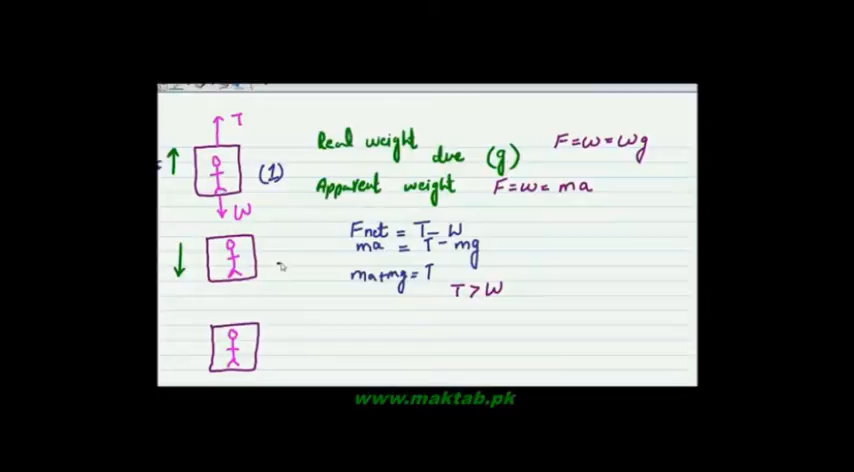 T
Real weight
F=w=wg
due (g)
(1)
Apparent weight
F=w=ma
W
Fnet = T-W
ma = T-mg
ma+mg=T
T>W
www.maktab.pk